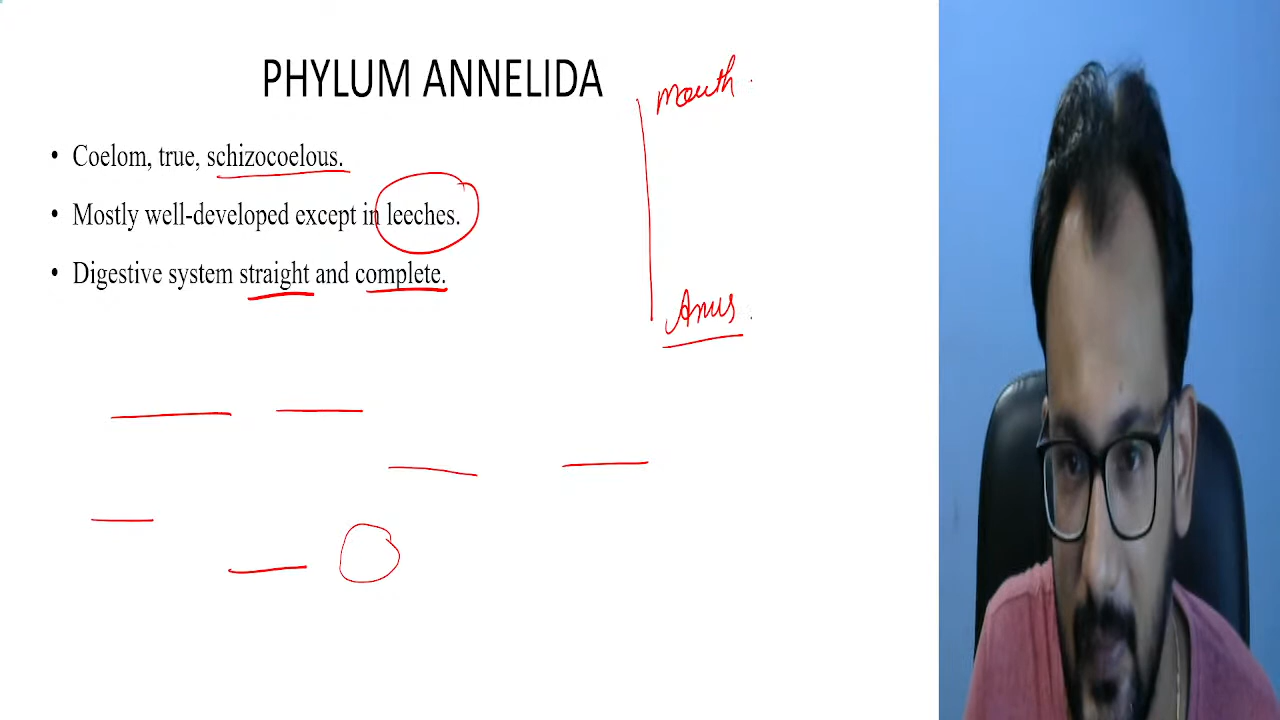 PHYLUM ANNELIDA
mouth.
• Coelom, true, schizocoelous.
• Mostly well-developed except in leeches.
• Digestive system straight and complete.
Anus.